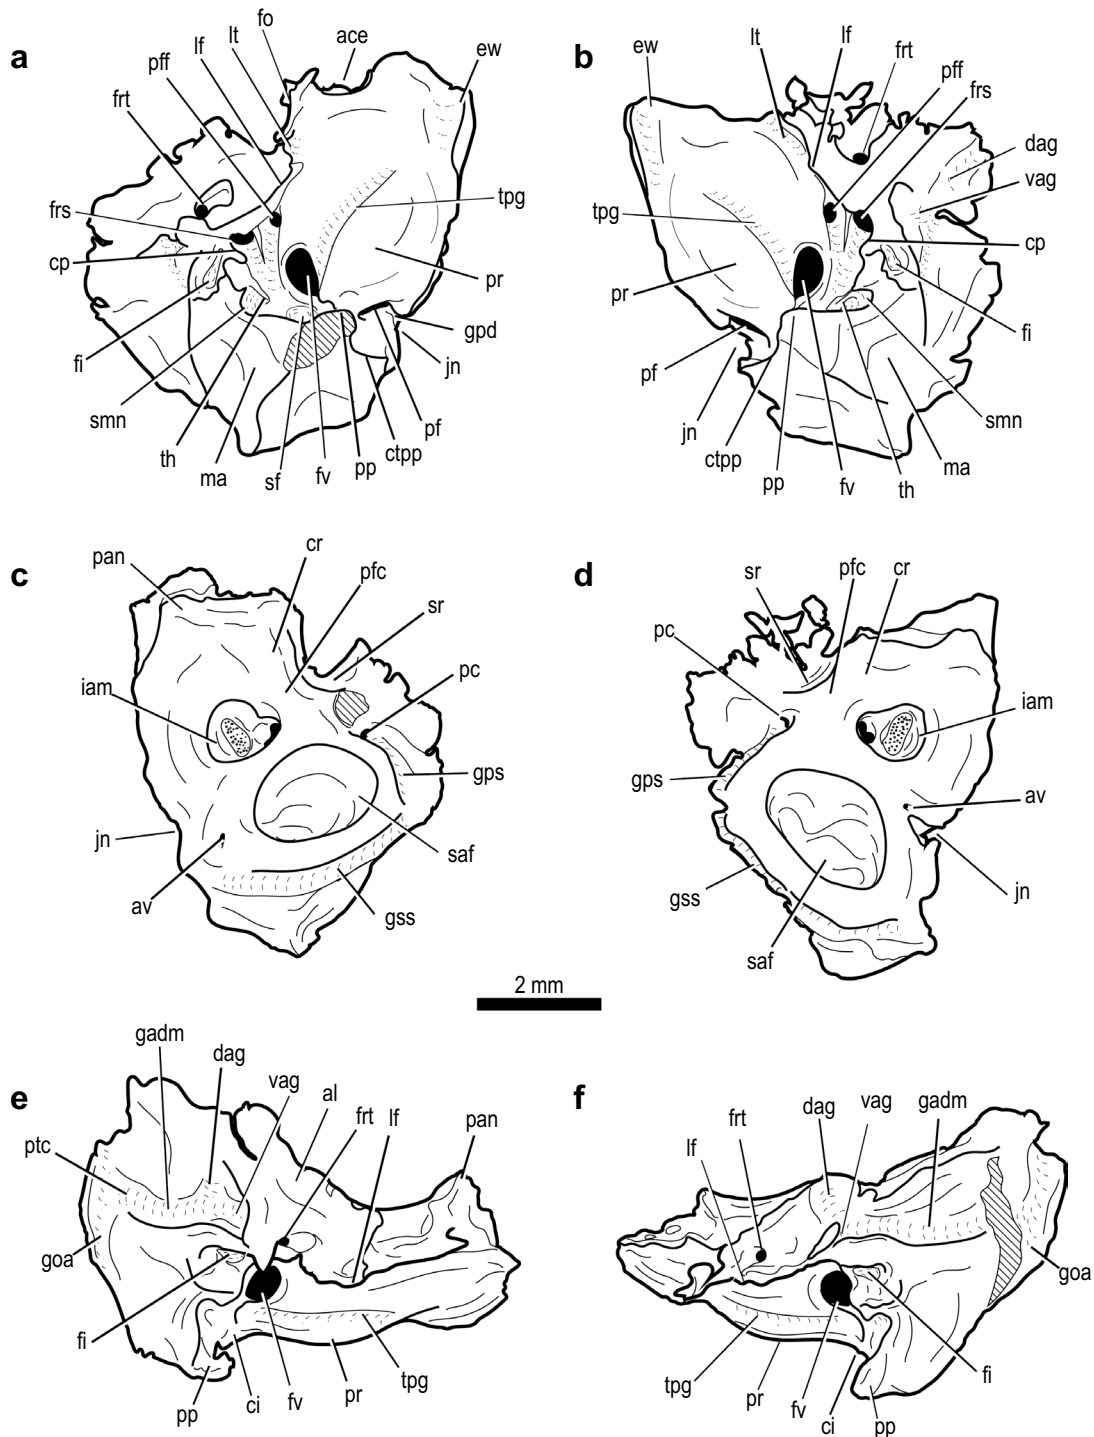 a
fo
lt
lf
pff
frt
ace
ew
frs
cp
tpg
pr
gpd
jn
fi
smn
th
ma
sf
fv
pp
ctpp
pf
b
ew
lt
lf
frt
pff
frs
dag
vag
tpg
cp
pr
fi
pf
jn
ctpp
pp
fv
th
ma
smn
c
pan
cr
pfc
sr
pc
iam
gps
jn
saf
av
gss
d
sr
pfc
cr
pc
iam
gps
av
gss
jn
saf
2 mm
e
gadm
dag
vag
al
frt
lf
pan
ptc
goa
fi
pp
ci
fv
pr
tpg
f
lf
frt
dag
vag
gadm
goa
tpg
pr
fv
ci
pp
fi